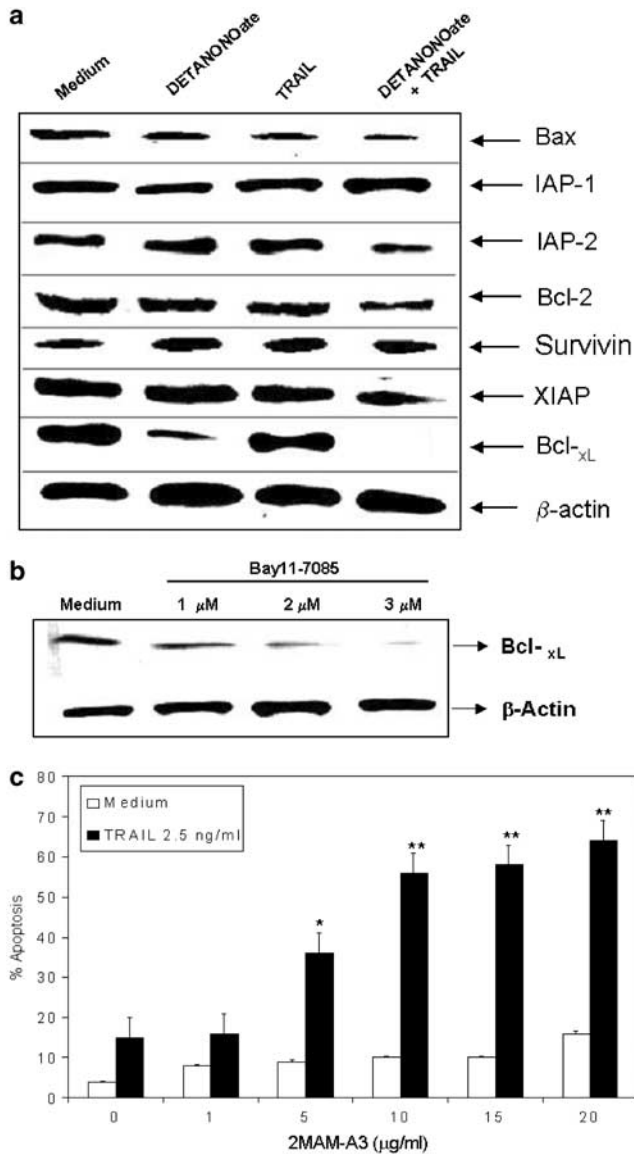 a
Medium
DETANONOate
TRAIL
DETANONOate
+ TRAIL
Bax
IAP-1
IAP-2
Bcl-2
Survivin
XIAP
Bcl-xL
β-actin
b
Bay11-7085
Medium 1 μM 2 μM 3 μM
Bcl- xL
β-Actin
c
80
70
60
50
40
30
20
10
0
% Apoptosis
Medium
TRAIL 2.5 ng/ml
*
**
**
**
0 1 5 10 15 20
2MAM-A3 (μg/ml)